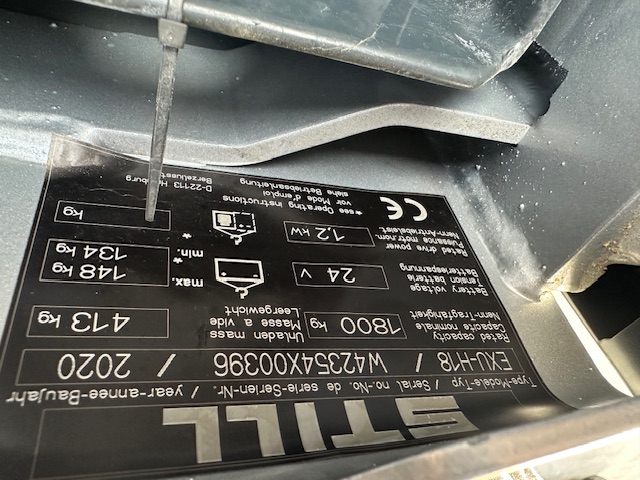 STILL
Type-Modele-Typ / Serial no.-No. de serie-Serien-Nr. / year-annee-Baujahr
EXU-H18 / W42354X00396 / 2020
Rated capacity
Capacite nominale
Nenn-Tragfähigkeit
1800 kg
Unladen mass
Masse a vide
Leergewicht
413 kg
Battery voltage
Tension batterie
Batteriespannung
24 V
max.
148 kg
min.
134 kg
Rated drive power
Puissance motr.nom.
Nenn-Antriebsleist.
1,2 kW
kg
CE
*see Operating instructions
voir Mode d'emploi
siehe Betriebsanleitung
D-22113 Hamburg